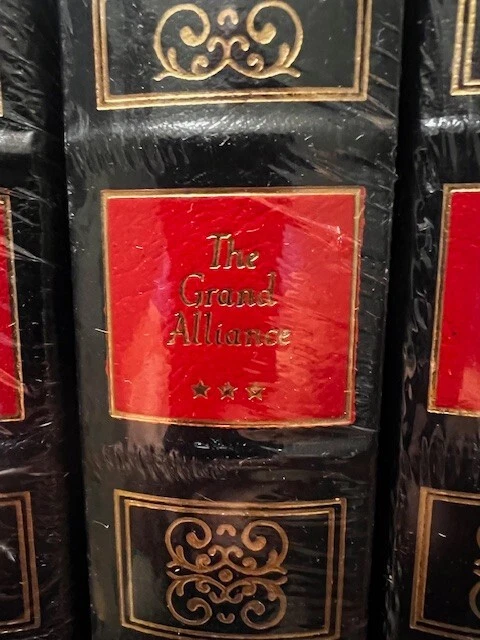 The
Grand
Alliance
★★★